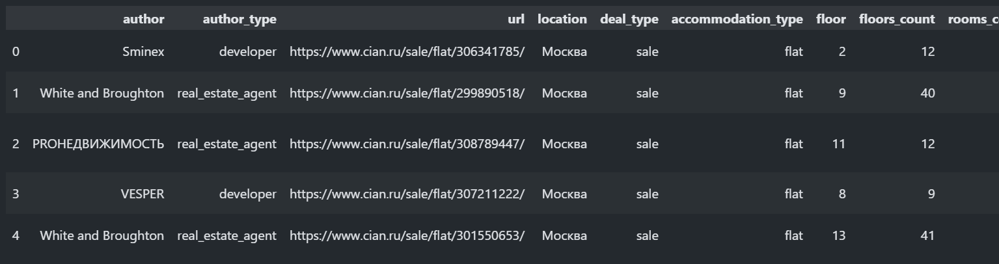 author author_type url location deal_type accommodation_type floor floors_count rooms_c
0 Sminex developer https://www.cian.ru/sale/flat/306341785/ Москва sale flat 2 12
1 White and Broughton real_estate_agent https://www.cian.ru/sale/flat/299890518/ Москва sale flat 9 40
2 PROНЕДВИЖИМОСТЬ real_estate_agent https://www.cian.ru/sale/flat/308789447/ Москва sale flat 11 12
3 VESPER developer https://www.cian.ru/sale/flat/307211222/ Москва sale flat 8 9
4 White and Broughton real_estate_agent https://www.cian.ru/sale/flat/301550653/ Москва sale flat 13 41